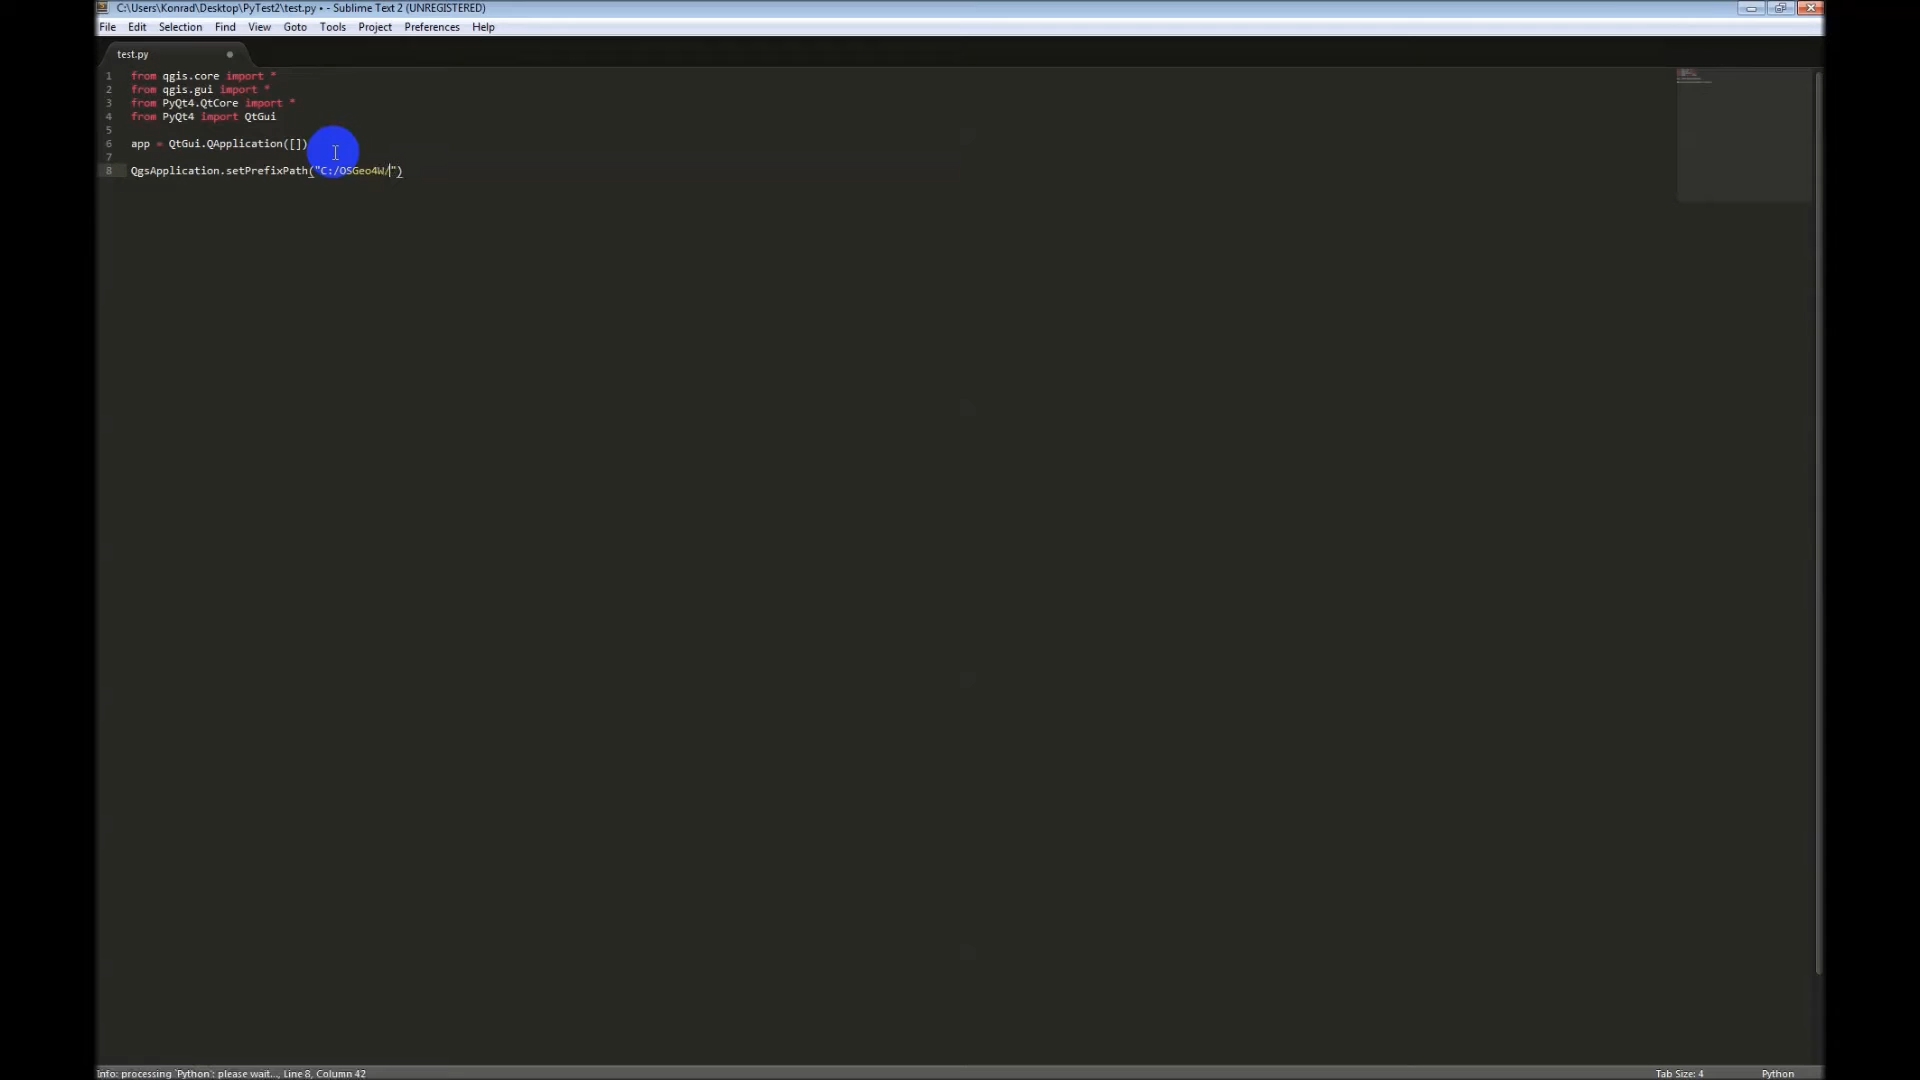 C:\Users\Konrad\Desktop\PyTest2\test.py • - Sublime Text 2 (UNREGISTERED)
File Edit Selection Find View Goto Tools Project Preferences Help
test.py
1 from qgis.core import *
2 from qgis.gui import *
3 from PyQt4.QtCore import *
4 from PyQt4 import QtGui
5
6 app = QtGui.QApplication([])
7
8 QgsApplication.setPrefixPath("C:/OSGeo4W/")
Info: processing `Python`: please wait..., Line 8, Column 42 Tab Size: 4 Python